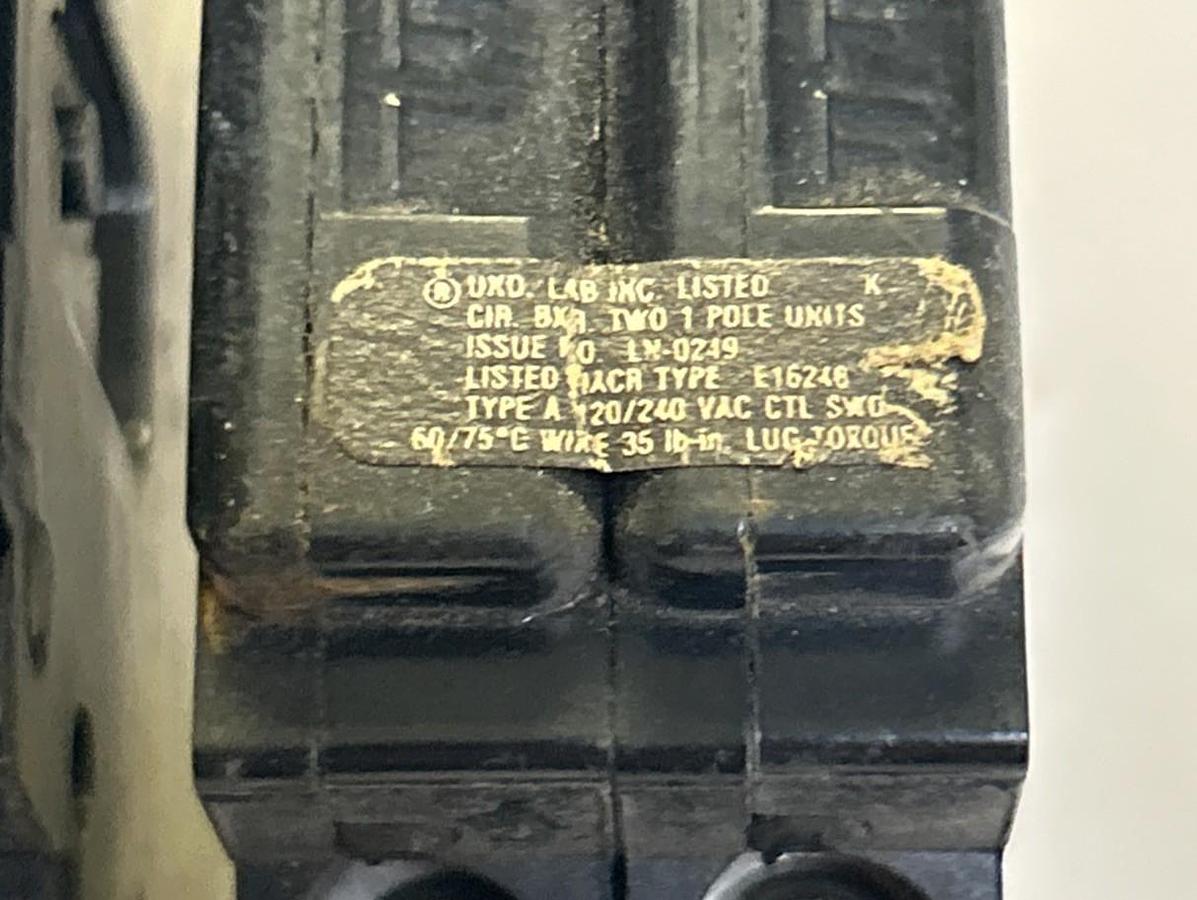 UND. LAB INC. LISTED K
CIR. BKR. TWO 1 POLE UNITS
ISSUE NO. LN-0249
LISTED HACR TYPE E16246
TYPE A 120/240 VAC CTL SWD
60/75°C WIRE 35 lb-in. LUG TORQUE